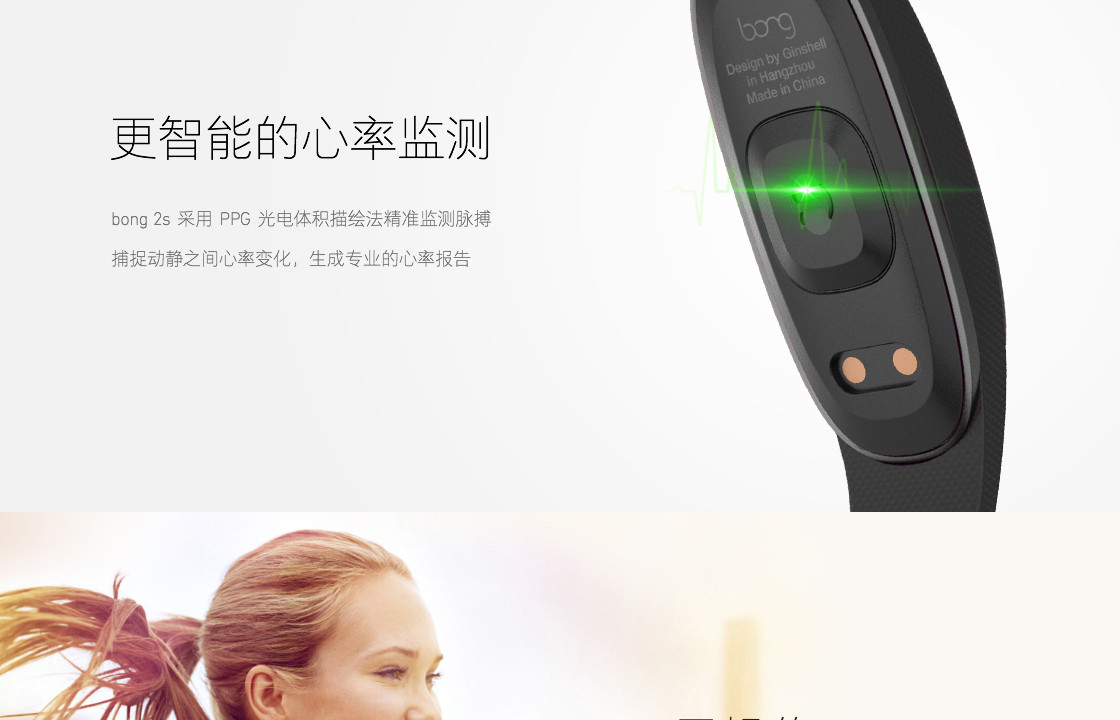 bong
Design by Ginshell
in Hangzhou
Made in China
更智能的心率监测
bong 2s 采用 PPG 光电体积描绘法精准监测脉搏
捕捉动静之间心率变化，生成专业的心率报告